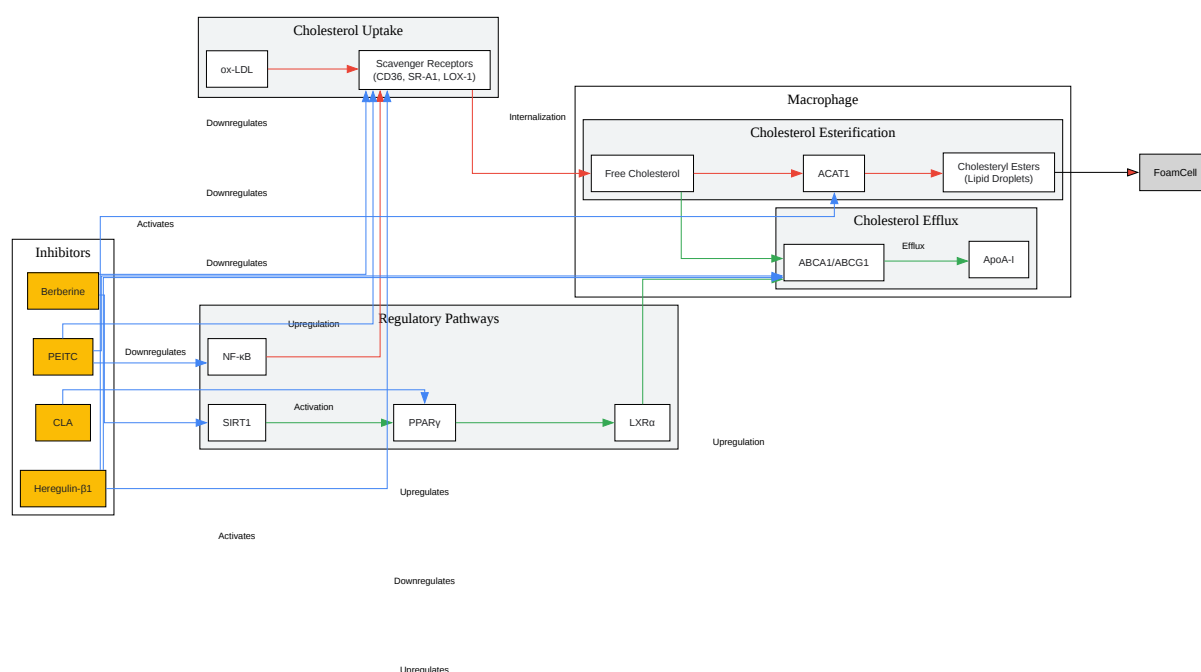 Cholesterol Uptake
ox-LDL
Scavenger Receptors
(CD36, SR-A1, LOX-1)
Downregulates
Internalization
Macrophage
Cholesterol Esterification
Free Cholesterol
ACAT1
Cholesteryl Esters
(Lipid Droplets)
FoamCell
Downregulates
Activates
Cholesterol Efflux
ABCA1/ABCG1
Efflux
ApoA-I
Inhibitors
Downregulates
Berberine
PEITC
CLA
Heregulin-β1
Regulatory Pathways
Upregulation
Downregulates
NF-κB
SIRT1
Activation
PPARγ
LXRα
Upregulation
Upregulates
Activates
Downregulates
Upregulates